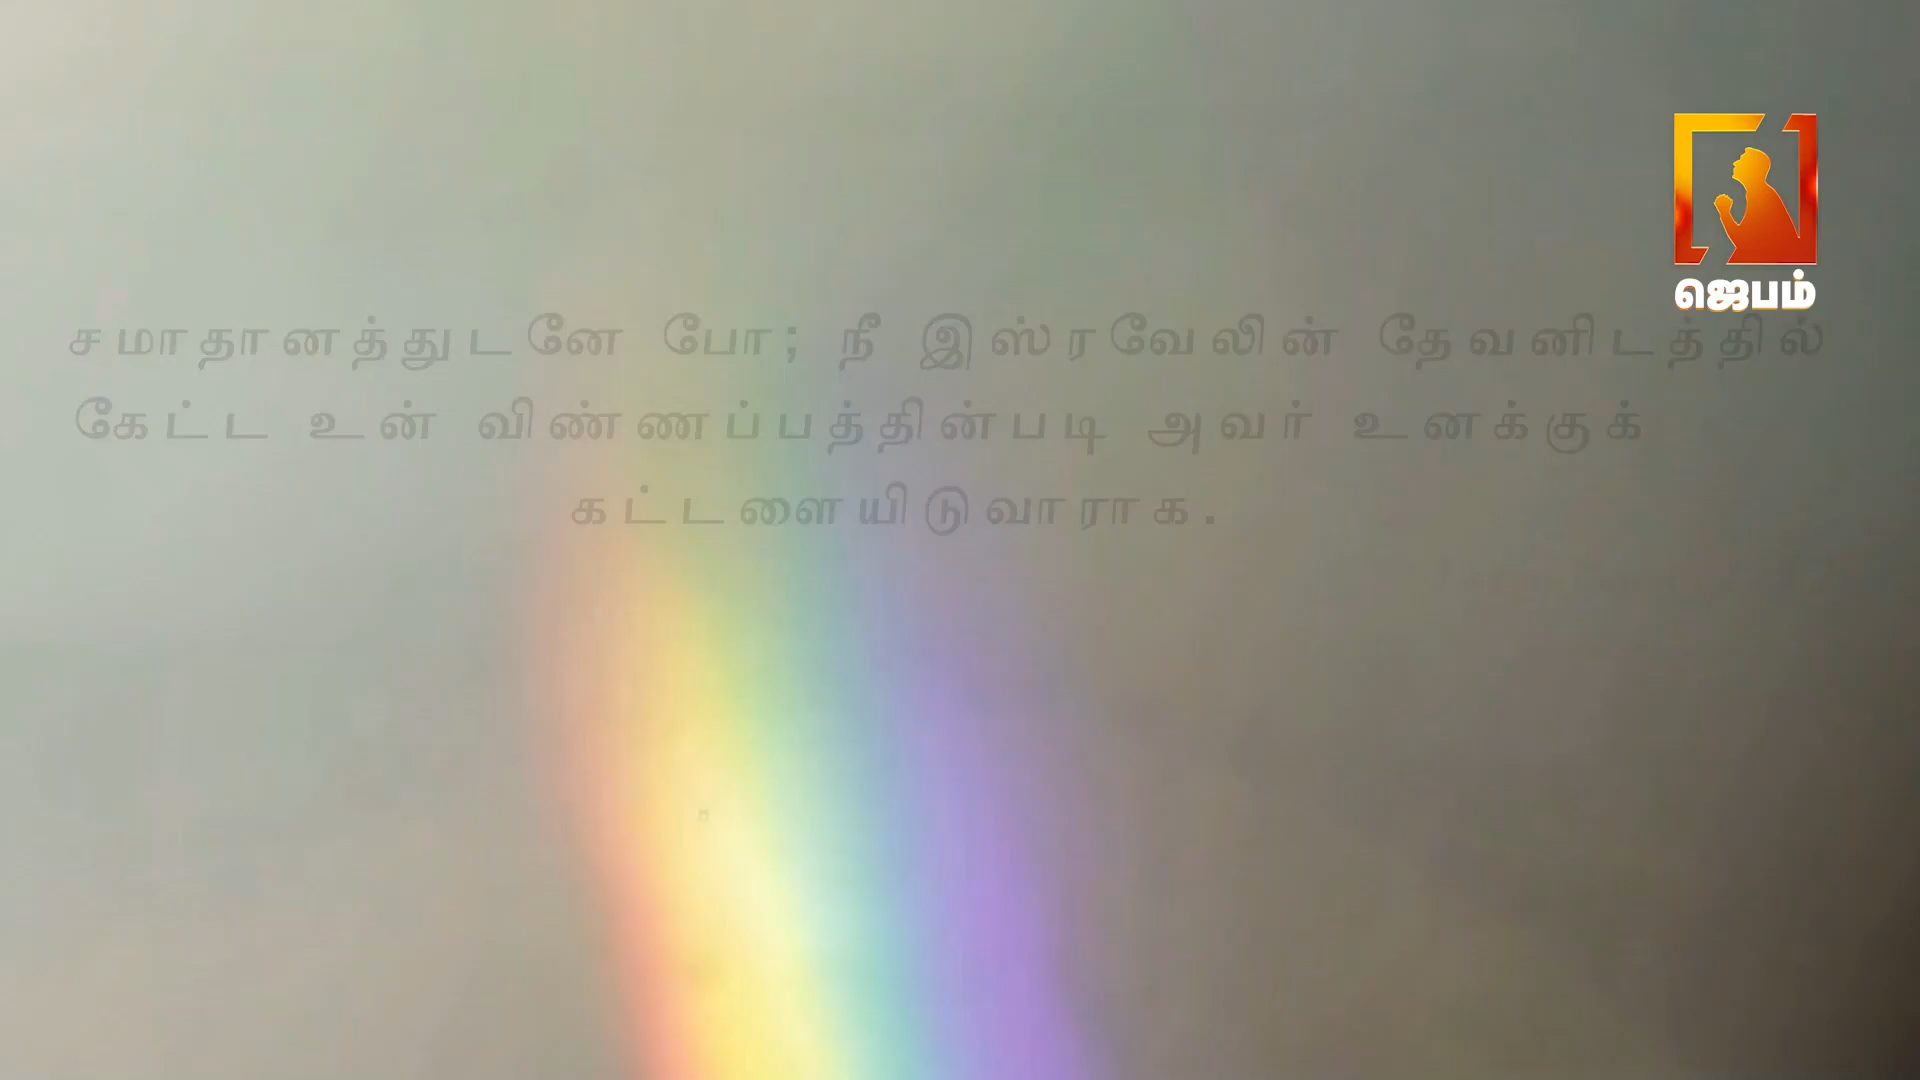 ஜெபம்
சமாதானத்துடனே போ; நீ இஸ்ரவேலின் தேவனிடத்தில்
கேட்ட உன் விண்ணப்பத்தின்படி அவர் உனக்குக்
கட்டளையிடுவாராக.